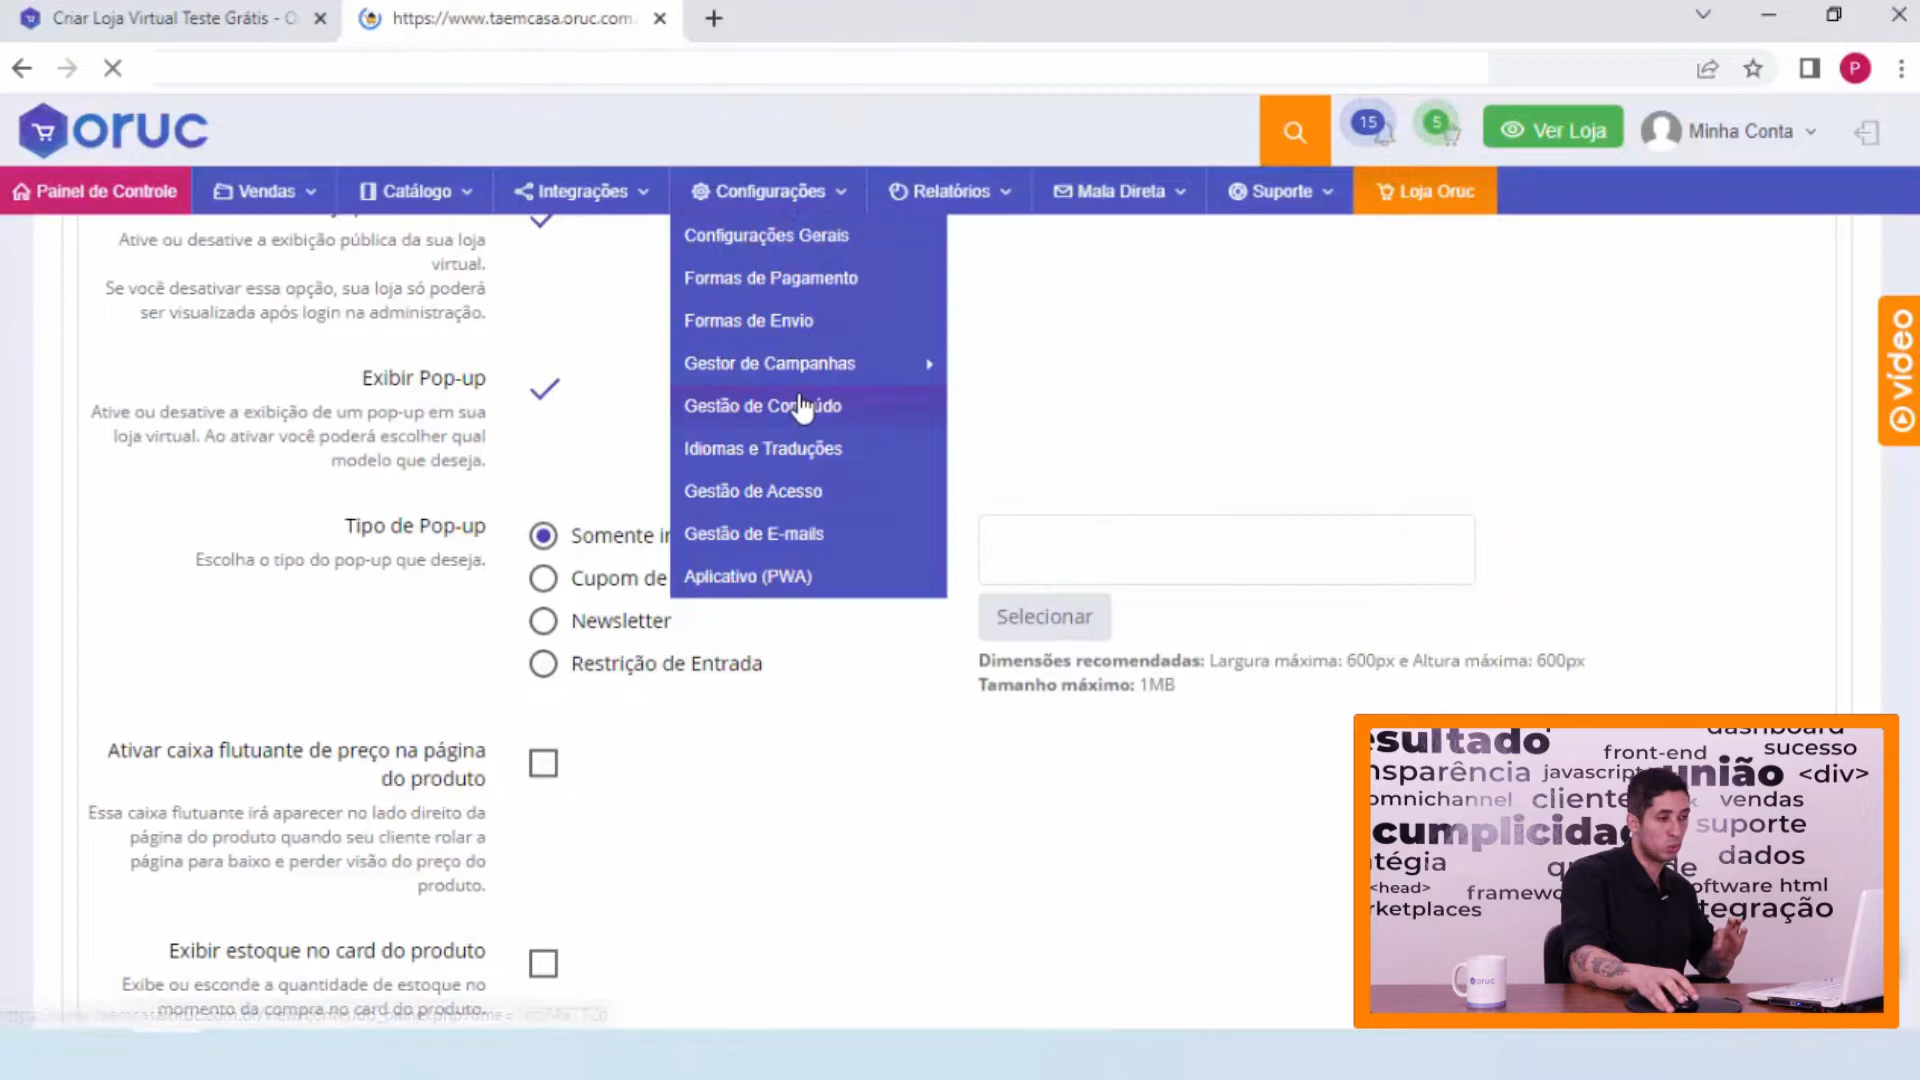 Criar Loja Virtual Teste Grátis - O
https://www.taemcasa.oruc.com
P
oruc
15
5
Ver Loja
Minha Conta
Painel de Controle
Vendas
Catálogo
Integrações
Configurações
Relatórios
Mala Direta
Suporte
Loja Oruc
Configurações Gerais
Formas de Pagamento
Formas de Envio
Gestor de Campanhas
Gestão de Conteúdo
Idiomas e Traduções
Gestão de Acesso
Gestão de E-mails
Aplicativo (PWA)
Ative ou desative a exibição pública da sua loja
virtual.
Se você desativar essa opção, sua loja só poderá
ser visualizada após login na administração.
Exibir Pop-up
Ative ou desative a exibição de um pop-up em sua
loja virtual. Ao ativar você poderá escolher qual
modelo que deseja.
Tipo de Pop-up
Escolha o tipo do pop-up que deseja.
Somente
Cupom de
Newsletter
Restrição de Entrada
Selecionar
Dimensões recomendadas: Largura máxima: 600px e Altura máxima: 600px
Tamanho máximo: 1MB
Ativar caixa flutuante de preço na página
do produto
Essa caixa flutuante irá aparecer no lado direito da
página do produto quando seu cliente rolar a
página para baixo e perder visão do preço do
produto.
Exibir estoque no card do produto
Exibe ou esconde a quantidade de estoque no
momento da compra no card do produto.
vídeo
esultado
front-end
dashboard
sucesso
nsparência
javascript
união
<div>
omnichannel
cliente
vendas
cumplicidad
suporte
tégia
dados
<head>
framewo
oftware html
rketplaces
tegração
oruc